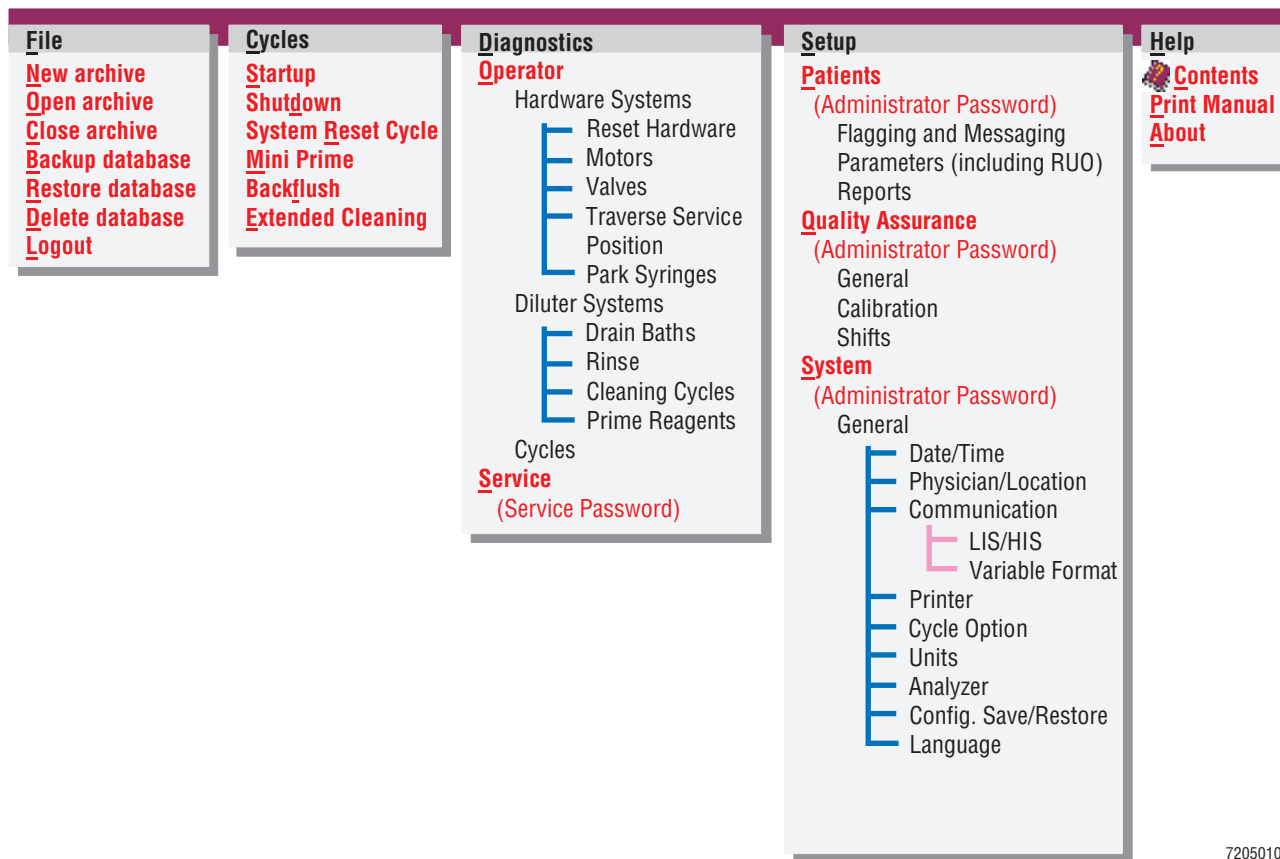 File
New archive
Open archive
Close archive
Backup database
Restore database
Delete database
Logout
Cycles
Startup
Shutdown
System Reset Cycle
Mini Prime
Backflush
Extended Cleaning
Diagnostics
Operator
Hardware Systems
Reset Hardware
Motors
Valves
Traverse Service
Position
Park Syringes
Diluter Systems
Drain Baths
Rinse
Cleaning Cycles
Prime Reagents
Cycles
Service
(Service Password)
Setup
Patients
(Administrator Password)
Flagging and Messaging
Parameters (including RUO)
Reports
Quality Assurance
(Administrator Password)
General
Calibration
Shifts
System
(Administrator Password)
General
Date/Time
Physician/Location
Communication
LIS/HIS
Variable Format
Printer
Cycle Option
Units
Analyzer
Config. Save/Restore
Language
Help
?
Contents
Print Manual
About
7205010